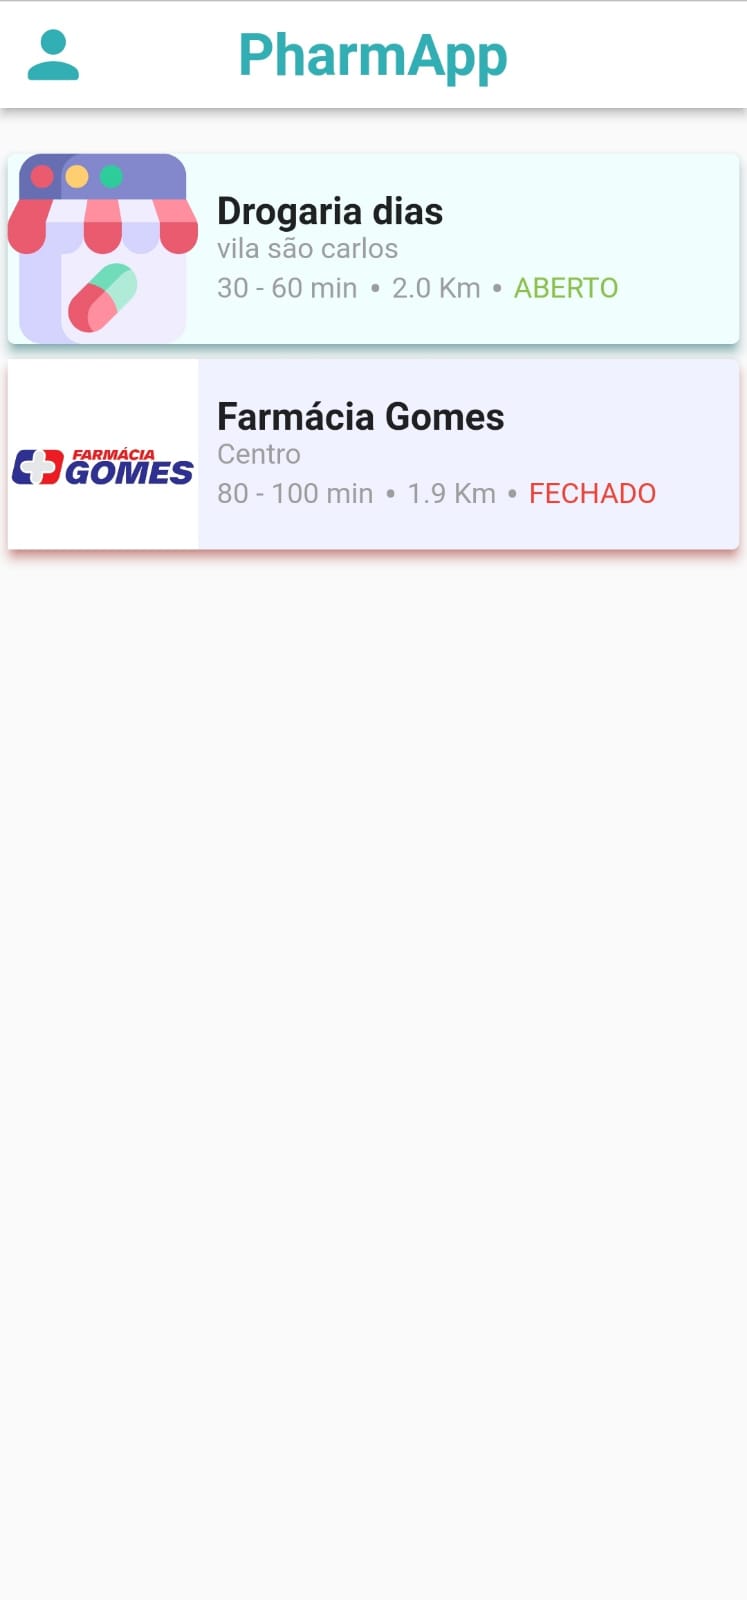 PharmApp
Drogaria dias
vila são carlos
30 - 60 min • 2.0 Km • ABERTO
FARMÁCIA
GOMES
Farmácia Gomes
Centro
80 - 100 min • 1.9 Km • FECHADO